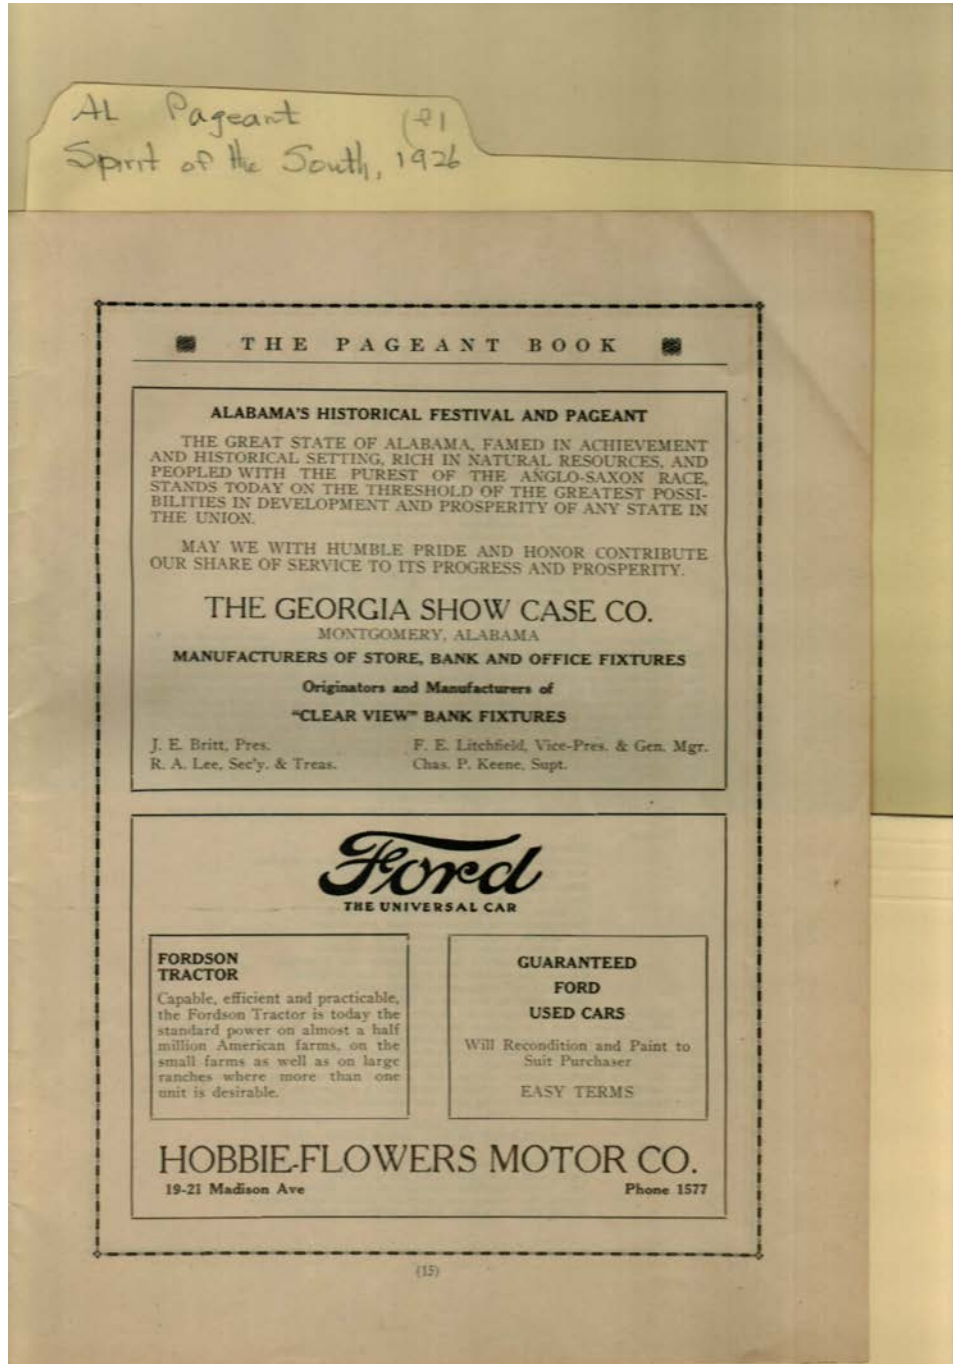 AL Pageant (P1
Spirit of the South, 1926
THE PAGEANT BOOK
ALABAMA'S HISTORICAL FESTIVAL AND PAGEANT
THE GREAT STATE OF ALABAMA, FAMED IN ACHIEVEMENT
AND HISTORICAL SETTING, RICH IN NATURAL RESOURCES, AND
PEOPLED WITH THE PUREST OF THE ANGLO-SAXON RACE,
STANDS TODAY ON THE THRESHOLD OF THE GREATEST POSSI-
BILITIES IN DEVELOPMENT AND PROSPERITY OF ANY STATE IN
THE UNION.
MAY WE WITH HUMBLE PRIDE AND HONOR CONTRIBUTE
OUR SHARE OF SERVICE TO ITS PROGRESS AND PROSPERITY.
THE GEORGIA SHOW CASE CO.
MONTGOMERY, ALABAMA
MANUFACTURERS OF STORE, BANK AND OFFICE FIXTURES
Originators and Manufacturers of
"CLEAR VIEW" BANK FIXTURES
J. E. Britt, Pres. F. E. Litchfield, Vice-Pres. & Gen. Mgr.
R. A. Lee, Sec'y. & Treas. Chas. P. Keene, Supt.
Ford
THE UNIVERSAL CAR
FORDSON
TRACTOR
Capable, efficient and practicable,
the Fordson Tractor is today the
standard power on almost a half
million American farms, on the
small farms as well as on large
ranches where more than one
unit is desirable.
GUARANTEED
FORD
USED CARS
Will Recondition and Paint to
Suit Purchaser
EASY TERMS
HOBBIE-FLOWERS MOTOR CO.
19-21 Madison Ave Phone 1577
(15)